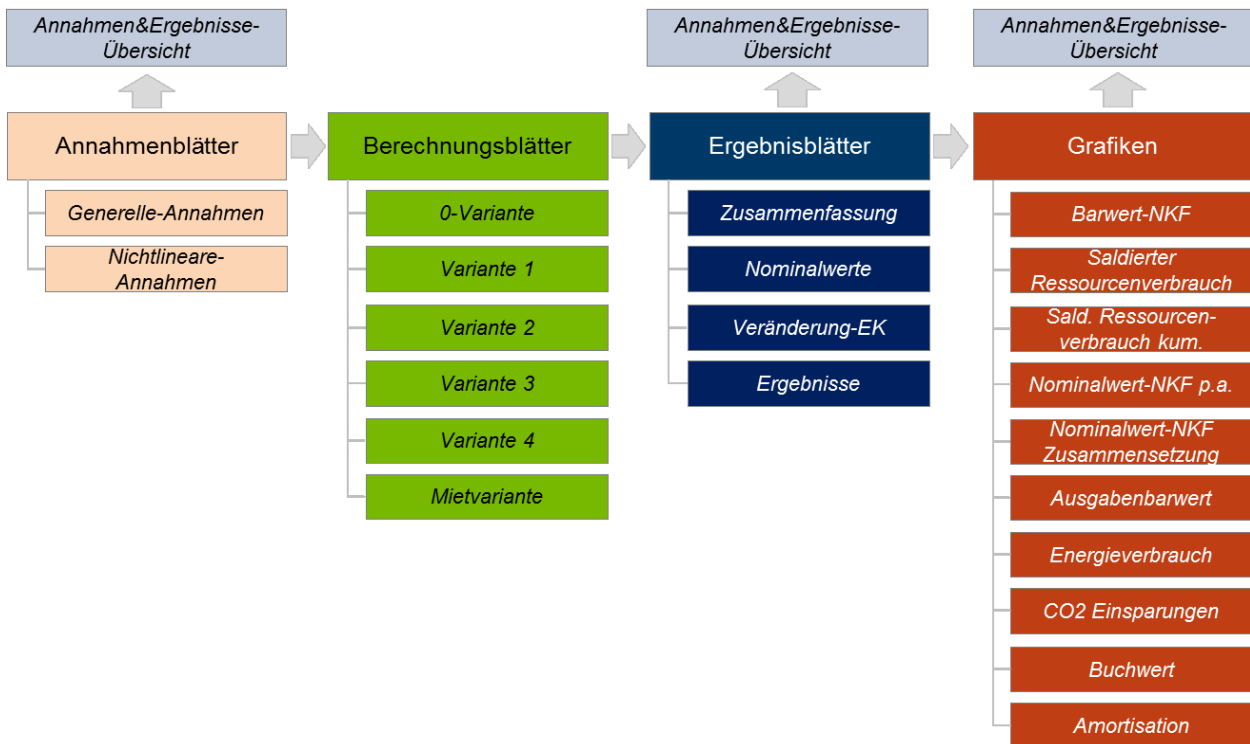 Annahmen&Ergebnisse-
Übersicht
Annahmen&Ergebnisse-
Übersicht
Annahmen&Ergebnisse-
Übersicht
Annahmenblätter
Berechnungsblätter
Ergebnisblätter
Grafiken
Generelle-Annahmen
Nichtlineare-
Annahmen
0-Variante
Variante 1
Variante 2
Variante 3
Variante 4
Mietvariante
Zusammenfassung
Nominalwerte
Veränderung-EK
Ergebnisse
Barwert-NKF
Saldierter
Ressourcenverbrauch
Sald. Ressourcen-
verbrauch kum.
Nominalwert-NKF p.a.
Nominalwert-NKF
Zusammensetzung
Ausgabenbarwert
Energieverbrauch
CO2 Einsparungen
Buchwert
Amortisation